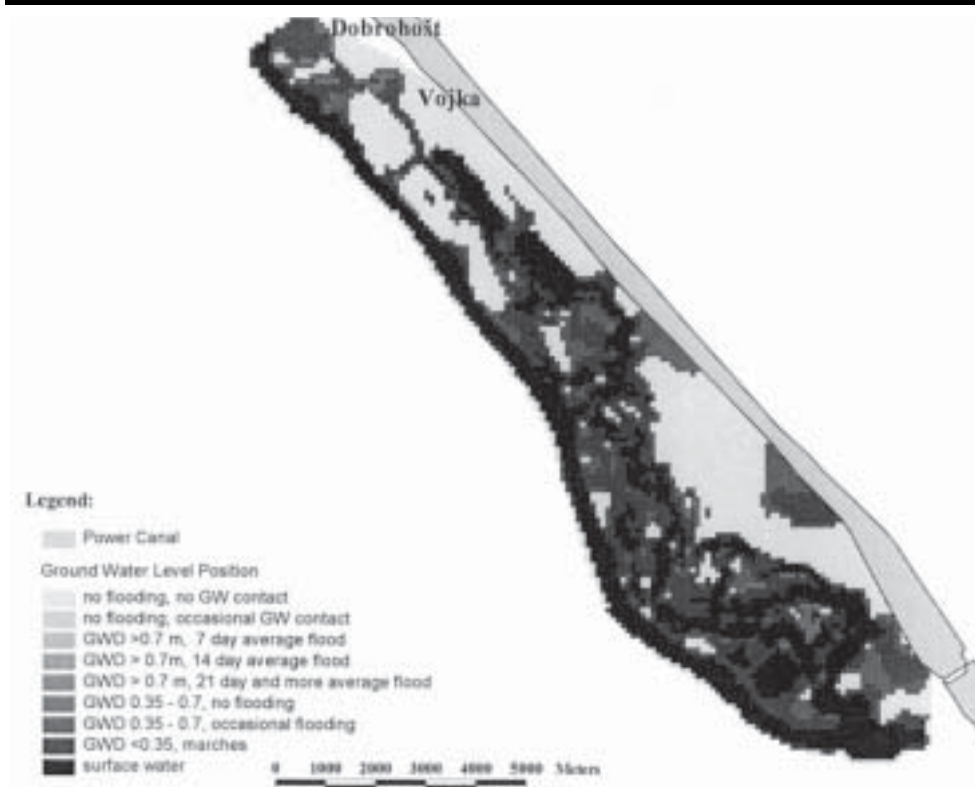 Dobrohošt
Vojka
Legend:
Power Canal
Ground Water Level Position
no flooding, no GW contact
no flooding, occasional GW contact
GWD >0.7 m, 7 day average flood
GWD > 0.7m, 14 day average flood
GWD > 0.7 m, 21 day and more average flood
GWD 0.35 - 0.7, no flooding
GWD 0.35 - 0.7, occasional flooding
GWD <0.35, marches
surface water
0 1000 2000 3000 4000 5000 Meters